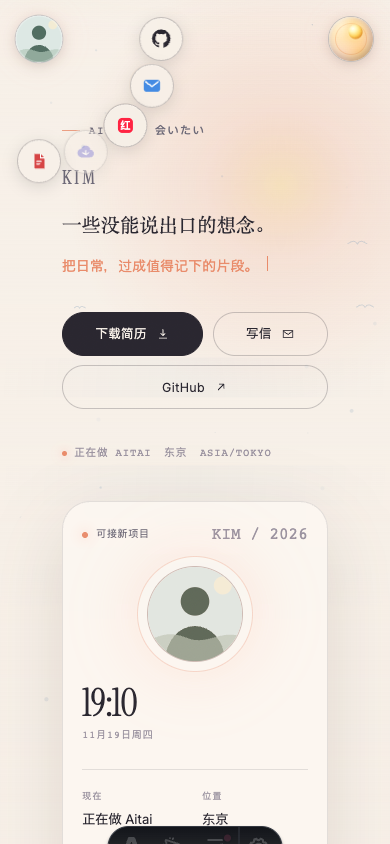 AI
会いたい
红
KIM
一些没能说出口的想念。
把日常，过成值得记下的片段。
下载简历
写信
GitHub ↗
正在做 AITAI 东京 ASIA/TOKYO
可接新项目
KIM / 2026
19:10
11月19日周四
现在
位置
正在做 Aitai
东京